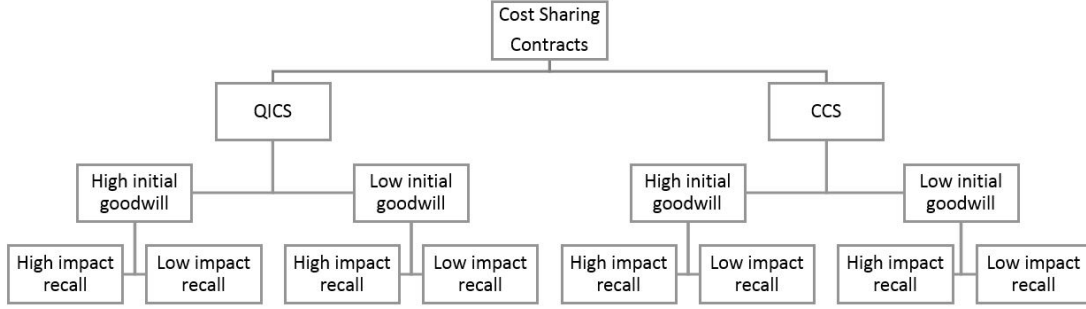 Cost Sharing
Contracts
QICS
CCS
High initial
goodwill
Low initial
goodwill
High initial
goodwill
Low initial
goodwill
High impact
recall
Low impact
recall
High impact
recall
Low impact
recall
High impact
recall
Low impact
recall
High impact
recall
Low impact
recall